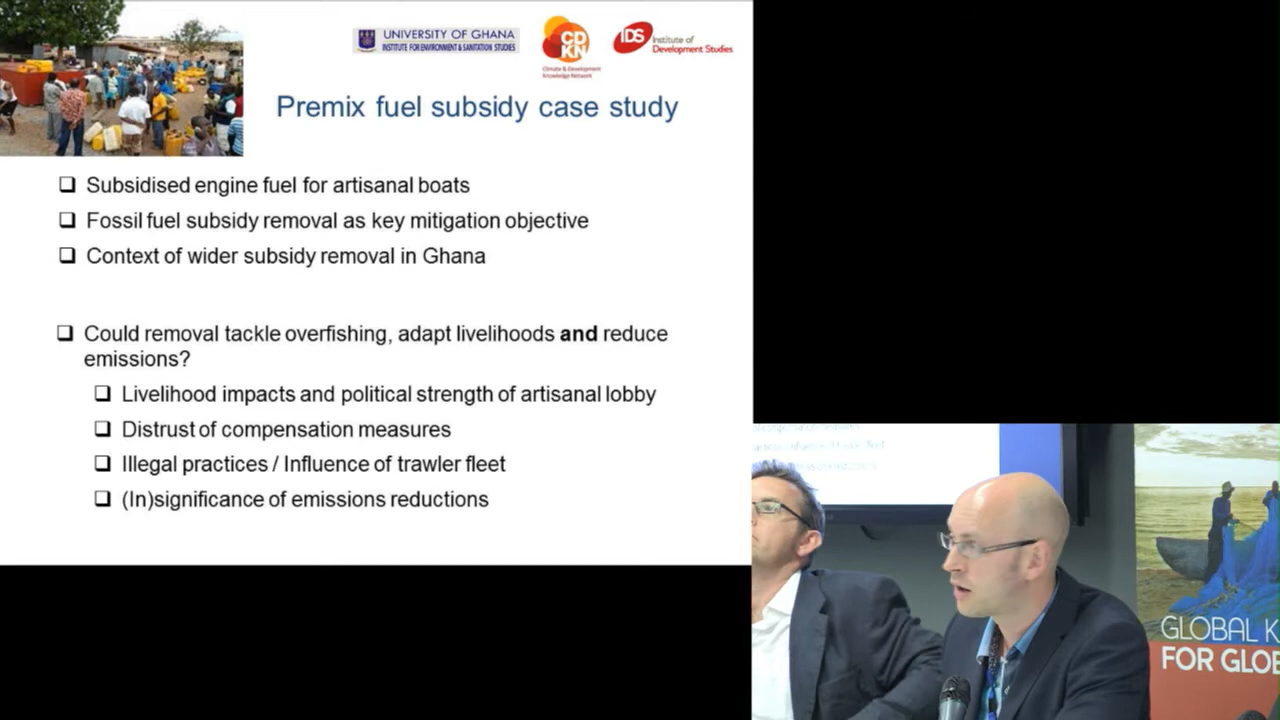 UNIVERSITY OF GHANA
INSTITUTE FOR ENVIRONMENT & SANITATION STUDIES
CD
KN
Climate & Development
Knowledge Network
IDS
Institute of
Development Studies
Premix fuel subsidy case study
Subsidised engine fuel for artisanal boats
Fossil fuel subsidy removal as key mitigation objective
Context of wider subsidy removal in Ghana
Could removal tackle overfishing, adapt livelihoods and reduce
emissions?
Livelihood impacts and political strength of artisanal lobby
Distrust of compensation measures
Illegal practices / Influence of trawler fleet
(In)significance of emissions reductions
GLOBAL K
FOR GLOB